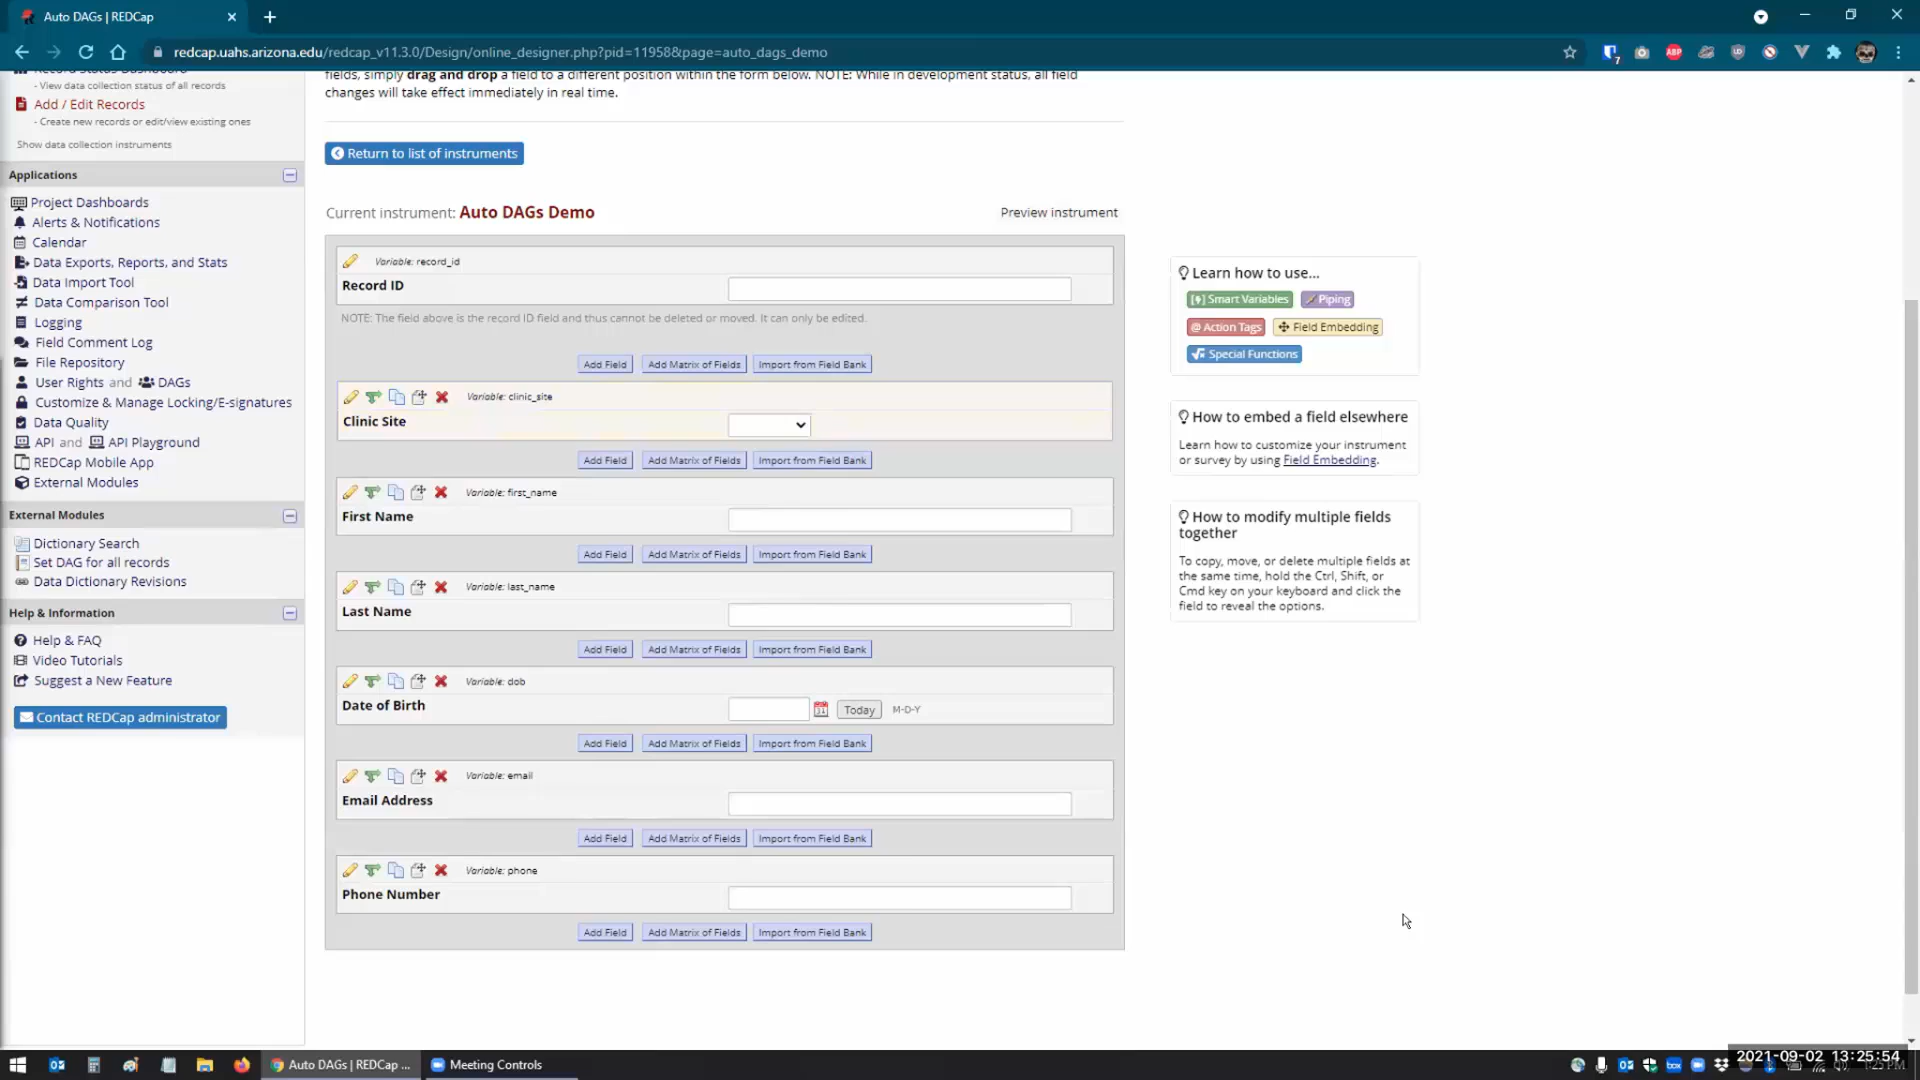 Auto DAGs | REDCap
redcap.uahs.arizona.edu/redcap_v11.3.0/Design/online_designer.php?pid=11958&page=auto_dags_demo
- View data collection status of all records
Add / Edit Records
- Create new records or edit/view existing ones
Show data collection instruments
Applications
Project Dashboards
Alerts & Notifications
Calendar
Data Exports, Reports, and Stats
Data Import Tool
Data Comparison Tool
Logging
Field Comment Log
File Repository
User Rights and DAGs
Customize & Manage Locking/E-signatures
Data Quality
API and API Playground
REDCap Mobile App
External Modules
External Modules
Dictionary Search
Set DAG for all records
Data Dictionary Revisions
Help & Information
Help & FAQ
Video Tutorials
Suggest a New Feature
Contact REDCap administrator
fields, simply drag and drop a field to a different position within the form below. NOTE: While in development status, all field
changes will take effect immediately in real time.
Return to list of instruments
Current instrument: Auto DAGs Demo
Preview instrument
Variable: record_id
Record ID
NOTE: The field above is the record ID field and thus cannot be deleted or moved. It can only be edited.
Add Field Add Matrix of Fields Import from Field Bank
Variable: clinic_site
Clinic Site
Add Field Add Matrix of Fields Import from Field Bank
Variable: first_name
First Name
Add Field Add Matrix of Fields Import from Field Bank
Variable: last_name
Last Name
Add Field Add Matrix of Fields Import from Field Bank
Variable: dob
Date of Birth
31 Today M-D-Y
Add Field Add Matrix of Fields Import from Field Bank
Variable: email
Email Address
Add Field Add Matrix of Fields Import from Field Bank
Variable: phone
Phone Number
Add Field Add Matrix of Fields Import from Field Bank
Learn how to use...
Smart Variables Piping
@ Action Tags Field Embedding
Special Functions
How to embed a field elsewhere
Learn how to customize your instrument
or survey by using Field Embedding.
How to modify multiple fields
together
To copy, move, or delete multiple fields at
the same time, hold the Ctrl, Shift, or
Cmd key on your keyboard and click the
field to reveal the options.
Auto DAGs | REDCap ...
Meeting Controls
2021-09-02 13:25:54